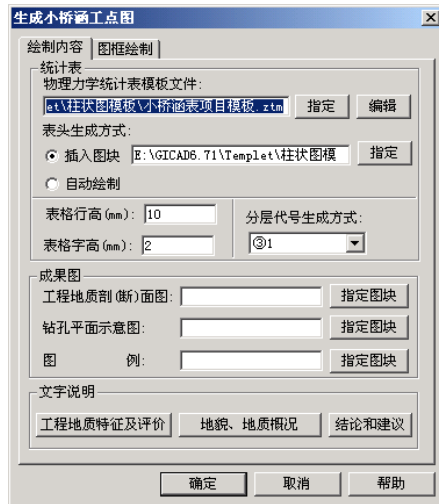 生成小桥涵工点图
绘制内容 图框绘制
统计表
物理力学统计表模板文件:
et\柱状图模板\小桥涵表项目模板.ztm 指定 编辑
表头生成方式:
插入图块 E:\GICAD6.71\Templet\柱状图模 指定
自动绘制
表格行高(mm): 10 分层代号生成方式:
表格字高(mm): 2 ③1
成果图
工程地质剖(断)面图: 指定图块
钻孔平面示意图: 指定图块
图 例: 指定图块
文字说明
工程地质特征及评价 地貌、地质概况 结论和建议
确定 取消 帮助